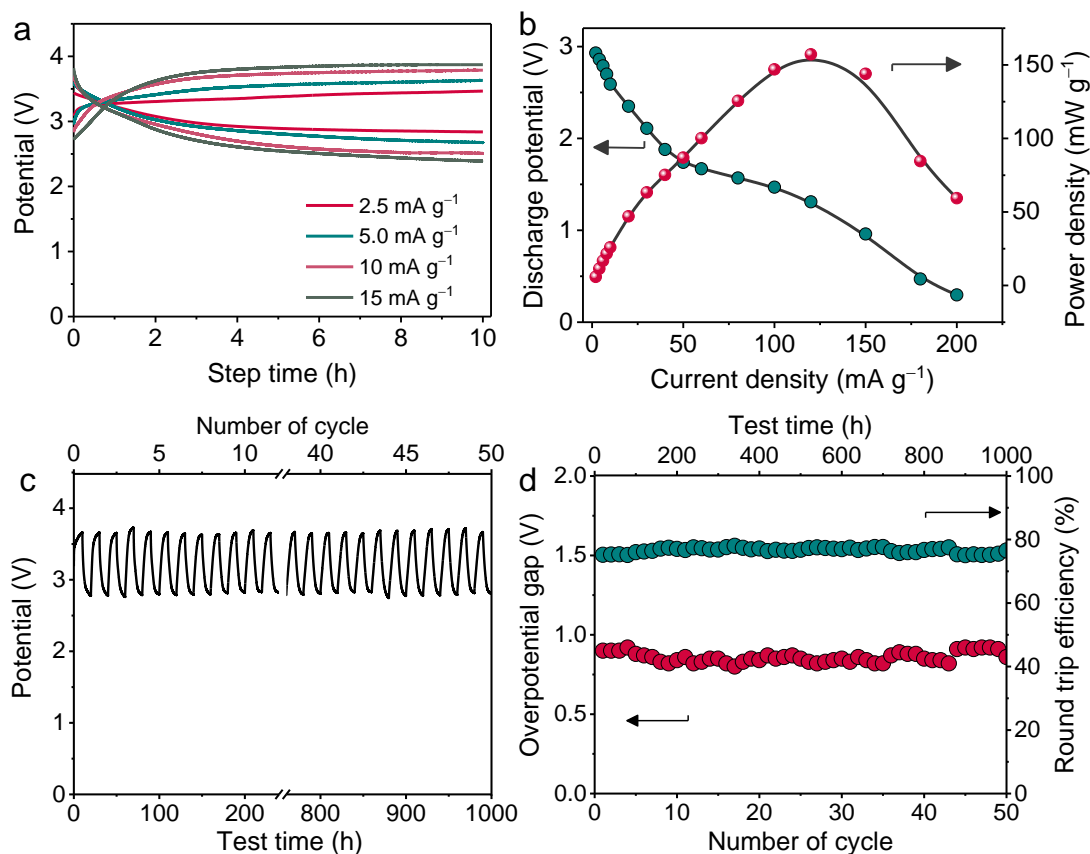 a
4
3
2
1
0
Potential (V)
2.5 mA g⁻¹
5.0 mA g⁻¹
10 mA g⁻¹
15 mA g⁻¹
0 2 4 6 8 10
Step time (h)
b
3
2
1
0
Discharge potential (V)
150
100
50
0
Power density (mW g⁻¹)
0 50 100 150 200
Current density (mA g⁻¹)
Number of cycle
0 5 10 40 45 50
c
4
3
2
1
0
Potential (V)
0 100 200 800 900 1000
Test time (h)
Test time (h)
0 200 400 600 800 1000
d
2.0
1.5
1.0
0.5
0.0
Overpotential gap (V)
100
80
60
40
20
0
Round trip efficiency (%)
0 10 20 30 40 50
Number of cycle